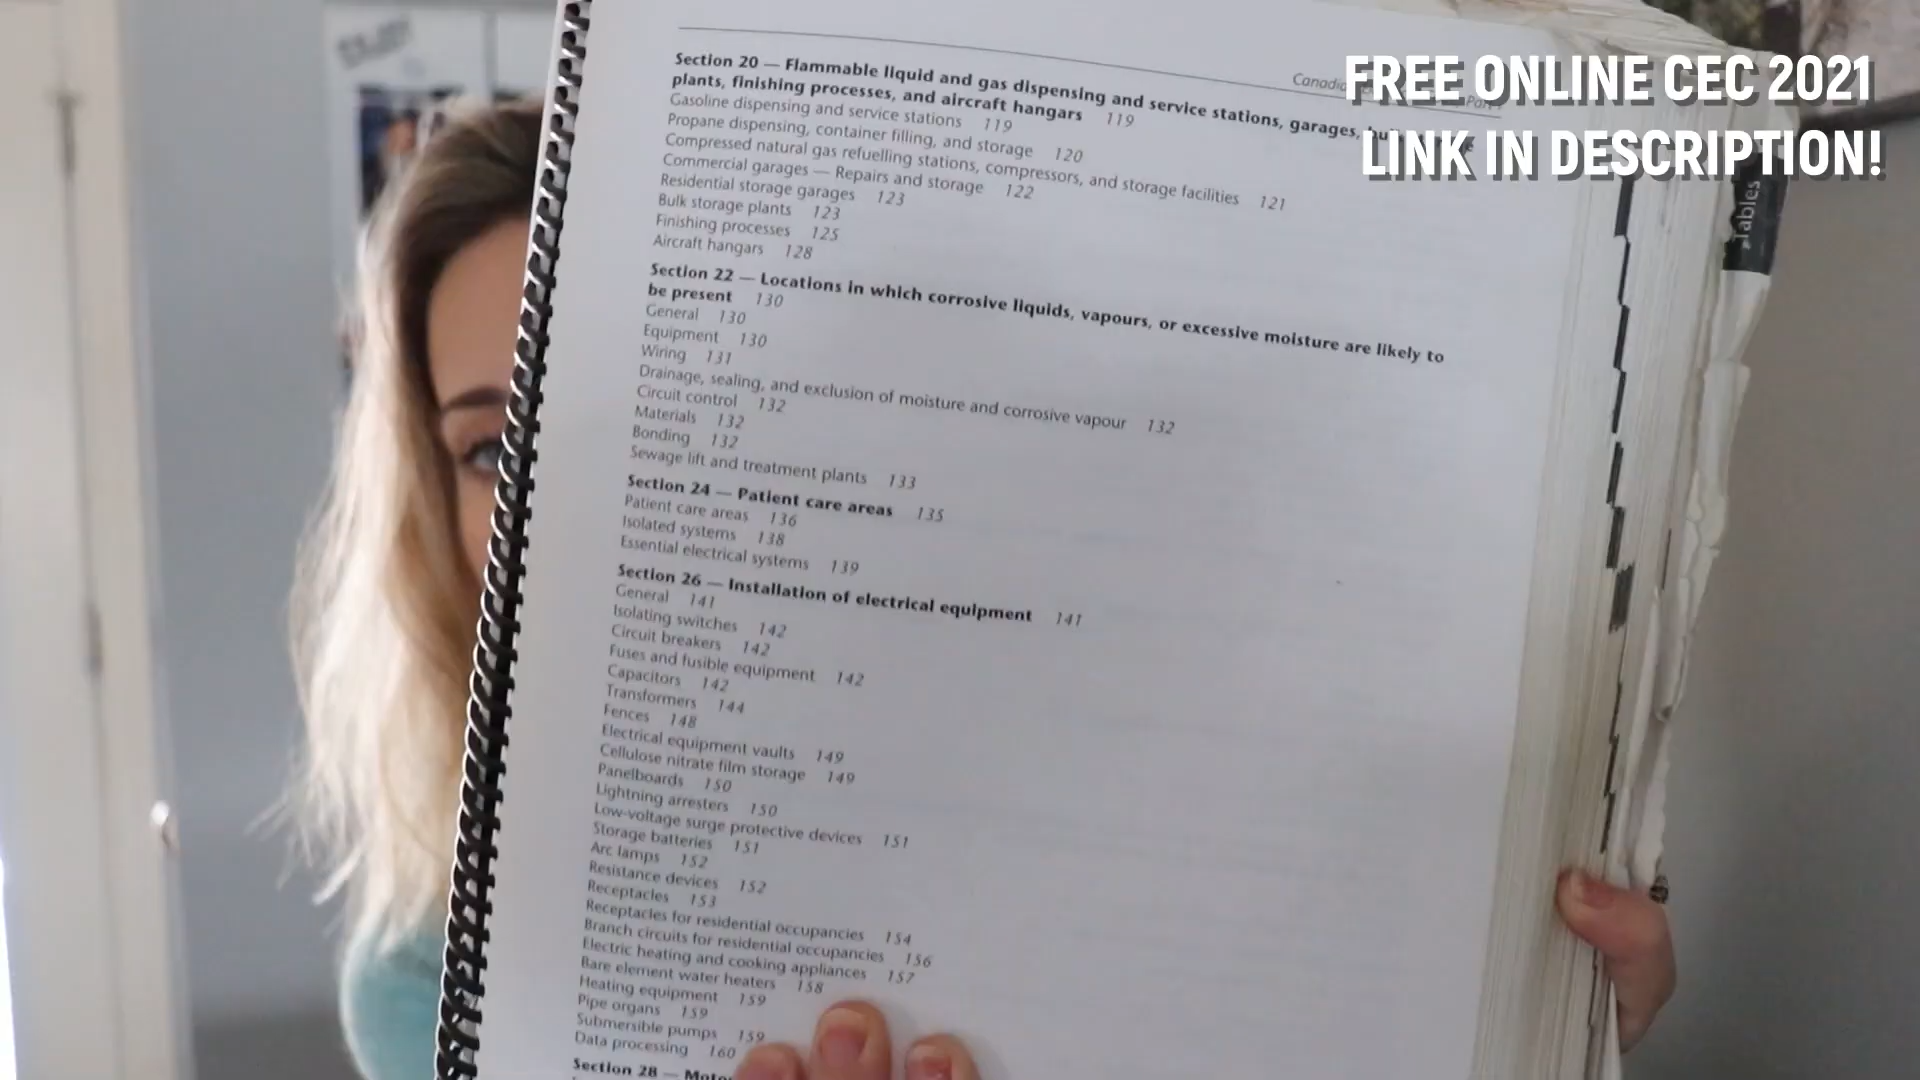 FREE ONLINE CEC 2021
LINK IN DESCRIPTION!
Tables
Section 20 — Flammable liquid and gas dispensing and service stations, garages,
plants, finishing processes, and aircraft hangars 119
Gasoline dispensing and service stations 119
Propane dispensing, container filling, and storage 120
Compressed natural gas refuelling stations, compressors, and storage facilities 121
Commercial garages — Repairs and storage 122
Residential storage garages 123
Bulk storage plants 123
Finishing processes 125
Aircraft hangars 128
Section 22 — Locations in which corrosive liquids, vapours, or excessive moisture are likely to
be present 130
General 130
Equipment 130
Wiring 131
Drainage, sealing, and exclusion of moisture and corrosive vapour 132
Circuit control 132
Materials 132
Bonding 132
Sewage lift and treatment plants 133
Section 24 — Patient care areas 135
Patient care areas 136
Isolated systems 138
Essential electrical systems 139
Section 26 — Installation of electrical equipment 141
General 141
Isolating switches 142
Circuit breakers 142
Fuses and fusible equipment 142
Capacitors 142
Transformers 144
Fences 148
Electrical equipment vaults 149
Cellulose nitrate film storage 149
Panelboards 150
Lightning arresters 150
Low-voltage surge protective devices 151
Storage batteries 151
Arc lamps 152
Resistance devices 152
Receptacles 153
Receptacles for residential occupancies 154
Branch circuits for residential occupancies 156
Electric heating and cooking appliances 157
Bare element water heaters 158
Heating equipment 159
Pipe organs 159
Submersible pumps 159
Data processing 160
Section 28 —